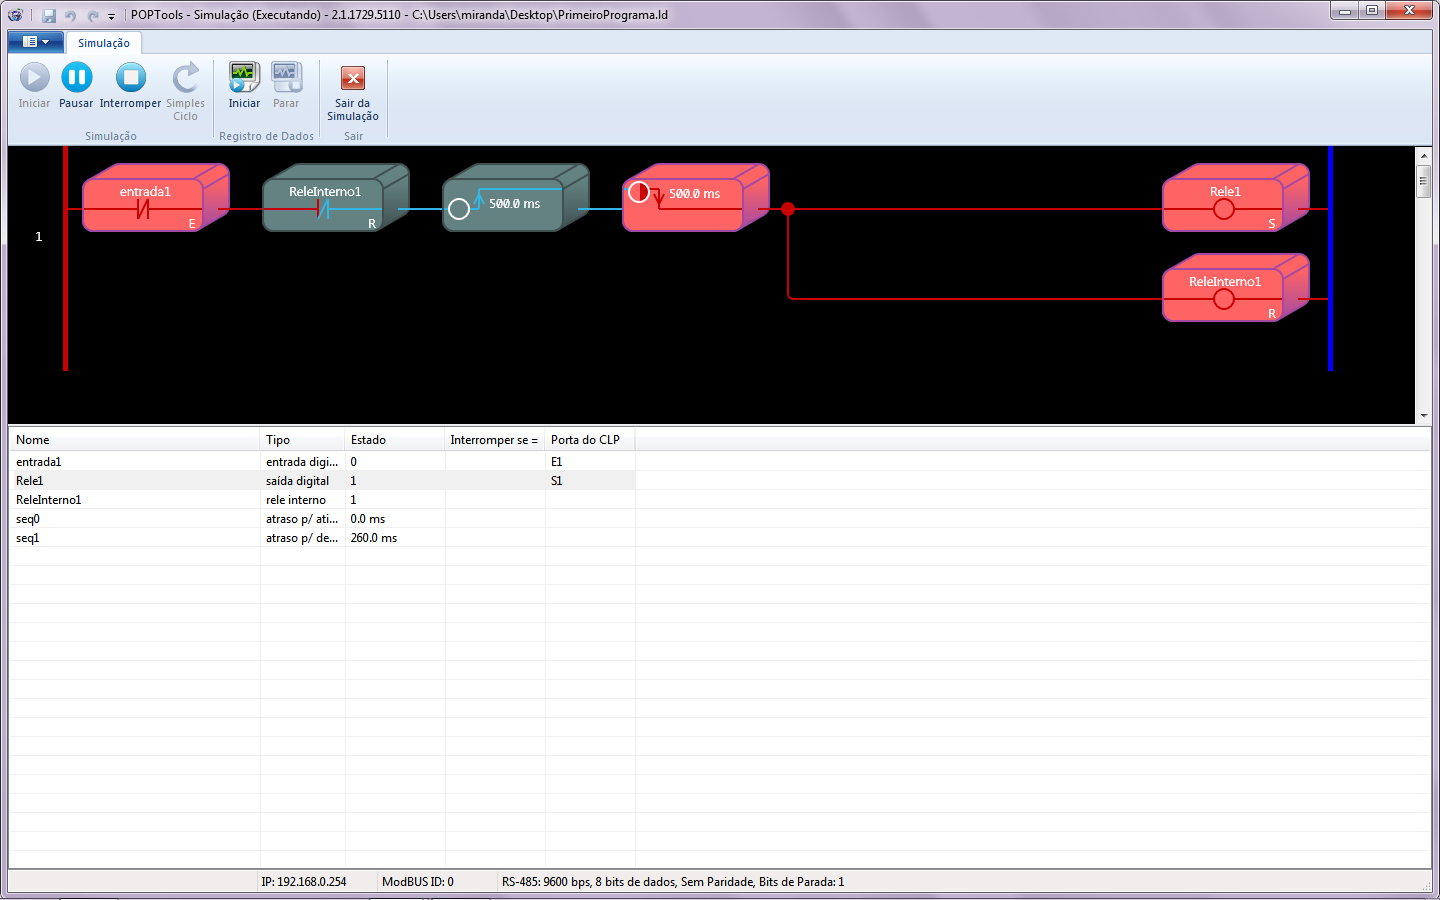 POPTools - Simulação (Executando) - 2.1.1729.5110 - C:\Users\miranda\Desktop\PrimeiroPrograma.ld
Simulação
Iniciar Pausar Interromper Simples Ciclo Iniciar Parar Sair da Simulação
Simulação Registro de Dados Sair
1
entrada1
E
ReleInterno1
R
500.0 ms
500.0 ms
Rele1
S
ReleInterno1
R
Nome Tipo Estado Interromper se = Porta do CLP
entrada1 entrada digi... 0 E1
Rele1 saída digital 1 S1
ReleInterno1 rele interno 1
seq0 atraso p/ ati... 0.0 ms
seq1 atraso p/ de... 260.0 ms
IP: 192.168.0.254 ModBUS ID: 0 RS-485: 9600 bps, 8 bits de dados, Sem Paridade, Bits de Parada: 1